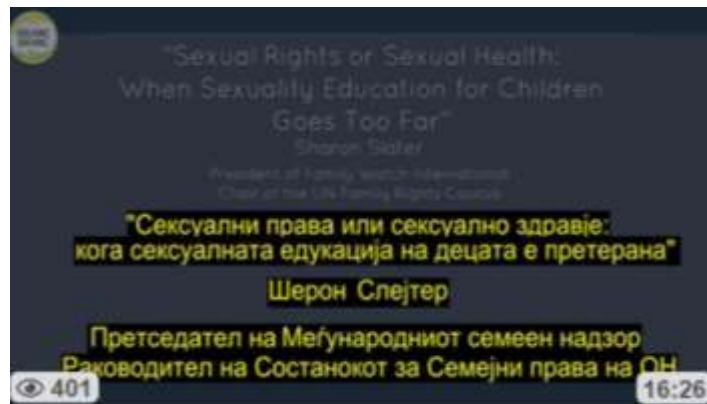 "Sexual Rights or Sexual Health:
When Sexuality Education for Children
Goes Too Far"
Sharon Slater
President of Family Watch International
Chair of the UN Family Rights Caucus
"Сексуални права или сексуално здравје:
кога сексуалната едукација на децата е претерана"
Шерон Слејтер
Претседател на Меѓународниот семеен надзор
Раководител на Состанокот за Семејни права на ОН
401
16:26